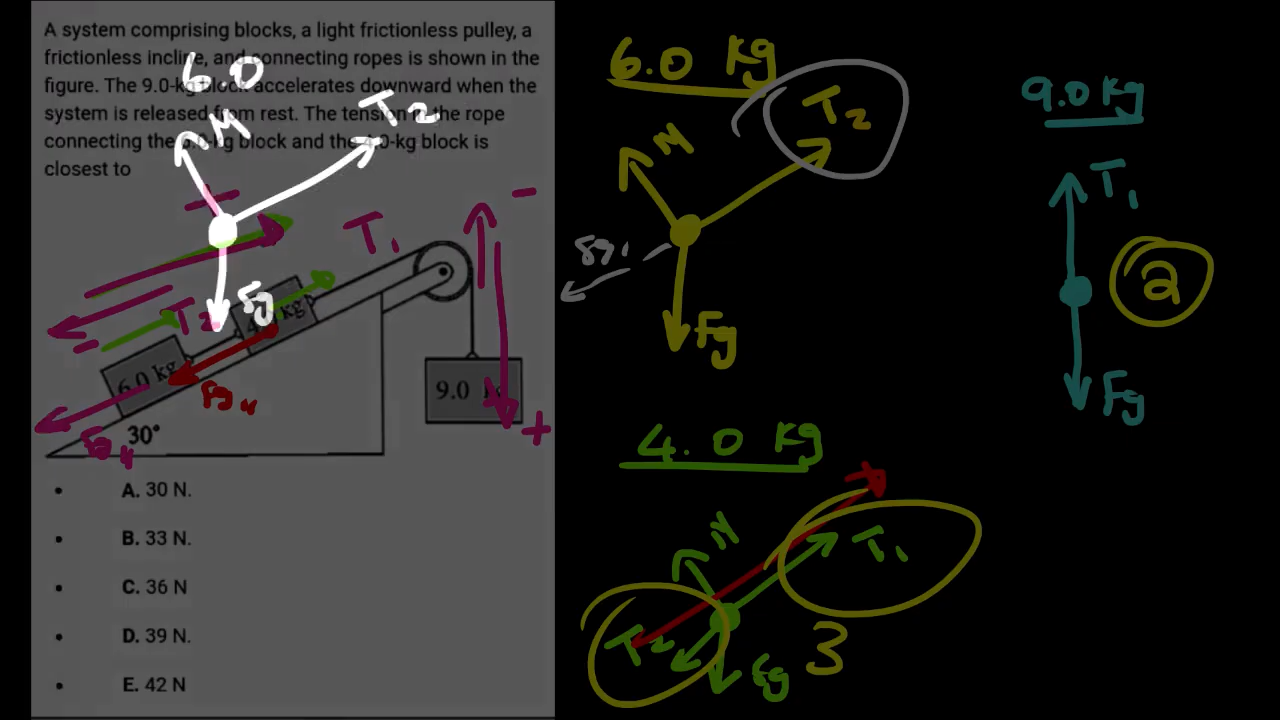 A system comprising blocks, a light frictionless pulley, a
frictionless incline, and connecting ropes is shown in the
figure. The 9.0-kg block accelerates downward when the
system is released from rest. The tension in the rope
connecting the 6.0-kg block and the 4.0-kg block is
closest to
6.0
N
T2
Fg
+
T1
-
T2
-
4.0 kg
6.0 kg
Fg"
Fg"
30°
9.0 kg
+
A. 30 N.
B. 33 N.
C. 36 N
D. 39 N.
E. 42 N
6.0 kg
N
T2
Fg
4.0 kg
N
T1
T2
Fg
3
9.0 kg
T1
2
Fg